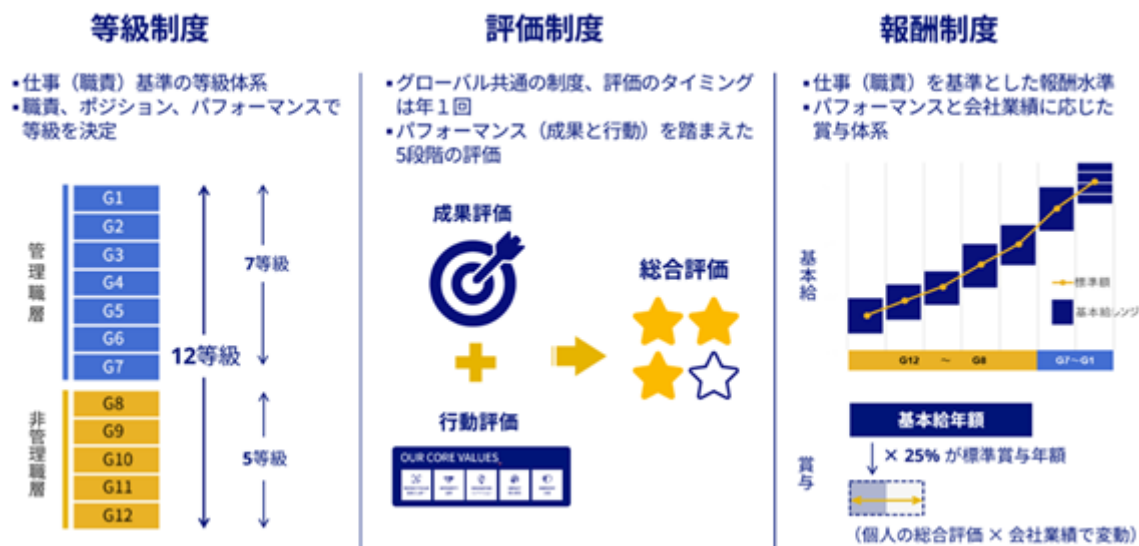 等級制度
▪仕事（職責）基準の等級体系
▪職責、ポジション、パフォーマンスで
等級を決定
管理職層
G1
G2
G3
G4
G5
G6
G7
非管理職層
G8
G9
G10
G11
G12
12等級
7等級
5等級
評価制度
▪グローバル共通の制度、評価のタイミング
は年１回
▪パフォーマンス（成果と行動）を踏まえた
5段階の評価
成果評価
総合評価
行動評価
OUR CORE VALUES
報酬制度
▪仕事（職責）を基準とした報酬水準
▪パフォーマンスと会社業績に応じた
賞与体系
基本給
標準額
基本給レンジ
G12 ～ G8
G7～G1
賞与
基本給年額
× 25% が標準賞与年額
（個人の総合評価 × 会社業績で変動）